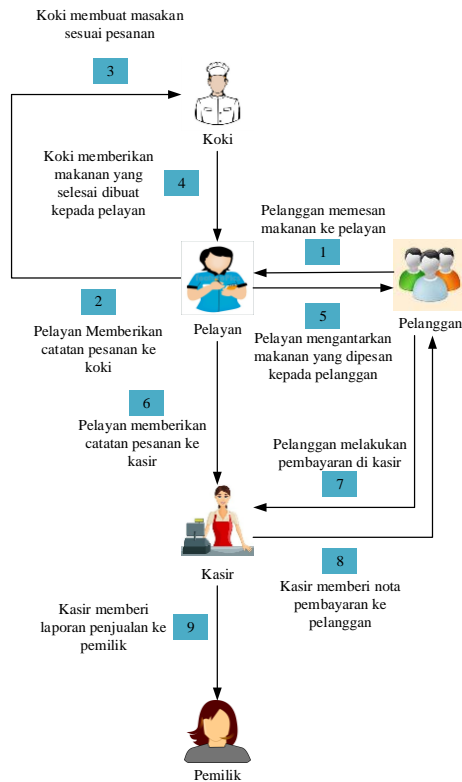 Koki membuat masakan
sesuai pesanan
3
Koki
Koki memberikan
makanan yang
selesai dibuat
kepada pelayan
4
Pelanggan memesan
makanan ke pelayan
1
2
Pelayan Memberikan
catatan pesanan ke
koki
Pelayan
5
Pelayan mengantarkan
makanan yang dipesan
kepada pelanggan
Pelanggan
6
Pelayan memberikan
catatan pesanan ke
kasir
Pelanggan melakukan
pembayaran di kasir
7
Kasir
8
Kasir memberi nota
pembayaran ke
pelanggan
Kasir memberi
laporan penjualan ke
pemilik
9
Pemilik